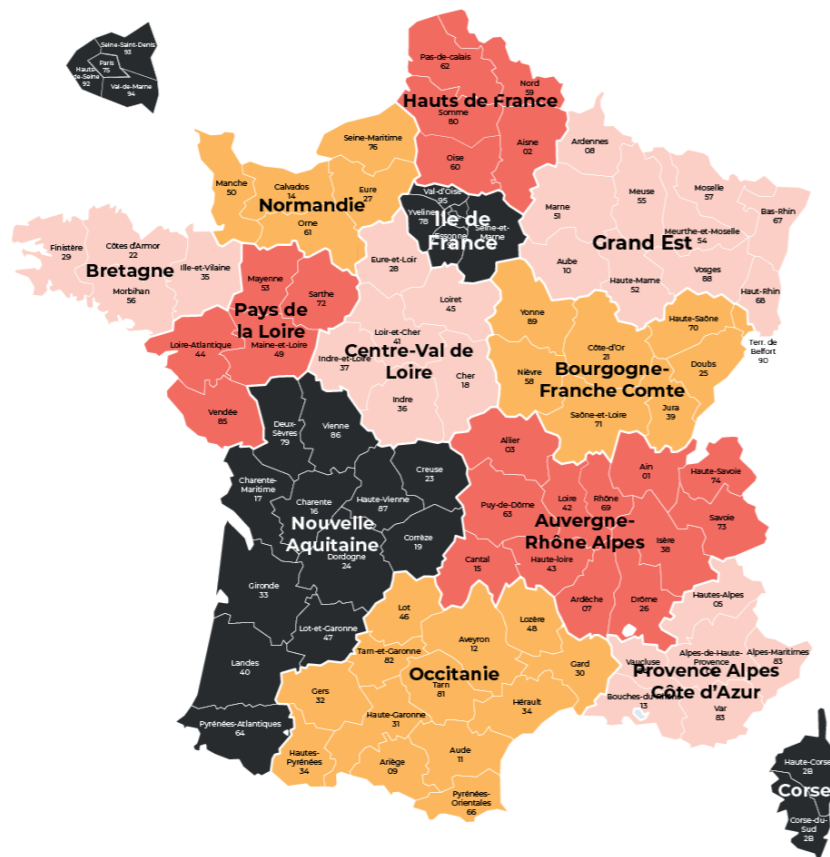 Seine-Saint-Denis
93
Paris
75
Hauts-
de-Seine
92
Val-de-Marne
94
Pas-de-calais
62
Nord
59
Hauts de France
Somme
80
Aisne
02
Oise
60
Seine-Maritime
76
Manche
50
Calvados
14
Eure
27
Normandie
Orne
61
Val-d'Oise
95
Yvelines
78
Ile de
France
Essonne
Seine-et-
Marne
Ardennes
08
Marne
51
Meuse
55
Moselle
57
Bas-Rhin
67
Meurthe-et-Moselle
54
Grand Est
Aube
10
Haute-Marne
52
Vosges
88
Haut-Rhin
68
Finistère
29
Côtes d'Armor
22
Ille-et-Vilaine
35
Bretagne
Morbihan
56
Mayenne
53
Sarthe
72
Pays de
la Loire
Loire-Atlantique
44
Maine-et-Loire
49
Vendée
85
Eure-et-Loir
28
Loiret
45
Loir-et-Cher
41
Centre-Val de
Loire
Indre-et-Loire
37
Cher
18
Indre
36
Yonne
89
Côte-d'Or
21
Haute-Saône
70
Terr. de
Belfort
90
Bourgogne-
Franche Comte
Nièvre
58
Doubs
25
Saône-et-Loire
71
Jura
39
Deux-
Sèvres
79
Vienne
86
Charente-
Maritime
17
Charente
16
Haute-Vienne
87
Creuse
23
Nouvelle
Aquitaine
Corrèze
19
Dordogne
24
Gironde
33
Lot-et-Garonne
47
Landes
40
Pyrénées-Atlantiques
64
Allier
03
Puy-de-Dôme
63
Loire
42
Rhône
69
Ain
01
Haute-Savoie
74
Savoie
73
Auvergne-
Rhône Alpes
Isère
38
Cantal
15
Haute-loire
43
Ardèche
07
Drôme
26
Lot
46
Aveyron
12
Lozère
48
Gard
30
Tarn-et-Garonne
82
Occitanie
Tarn
81
Gers
32
Haute-Garonne
31
Hérault
34
Hautes-
Pyrénées
34
Ariège
09
Aude
11
Pyrénées-
Orientales
66
Hautes-Alpes
05
Vaucluse
Alpes-de-Haute-
Provence
Alpes-Maritimes
83
Provence Alpes
Côte d'Azur
Bouches-du-Rhône
13
Var
83
Haute-Corse
2B
Corse
Corse-du-
Sud
2B